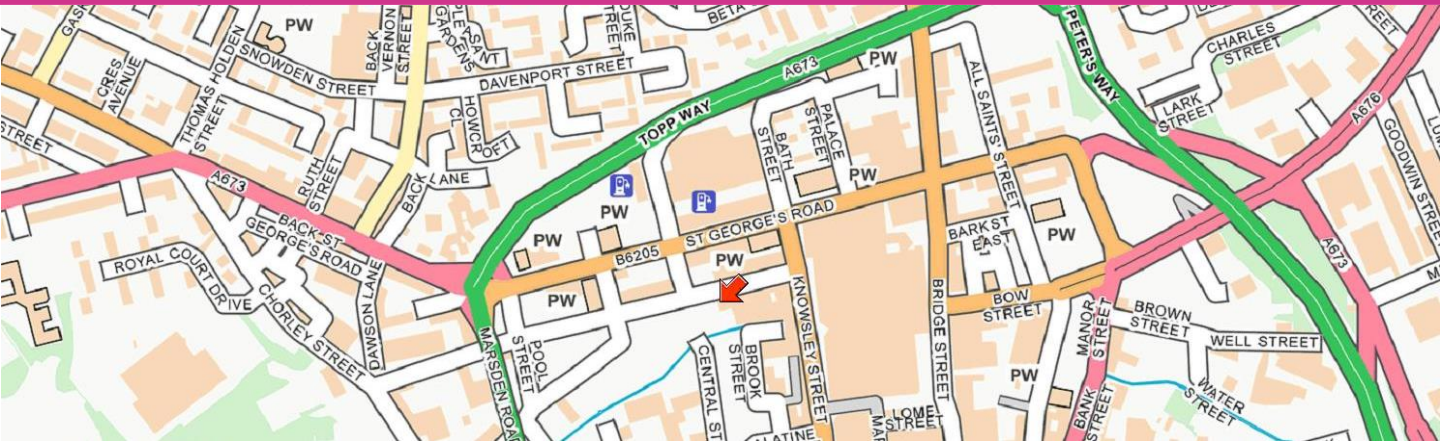 PW
SNOWDEN STREET
BACK
VERNON
STREET
BETA
DAVENPORT STREET
A673
PW
CHARLES
STREET
PETER'S WAY
CRES
AVENUE
THOMAS HOLDEN
STREET
TOPP WAY
ALL SAINTS' STREET
LARK
STREET
A676
GOODWIN STREET
STREET
HOWCR
OFT
CL
BATH
STREET
PALACE
STREET
A673
RUTH
STREET
BACK
LANE
PW
PW
BACK ST
GEORGE'S ROAD
PW
ST GEORGE'S ROAD
B6205
PW
BARK ST
EAST
PW
ROYAL COURT DRIVE
PW
PW
A673
CHORLEY STREET
DAWSON LANE
KNOWSLEY STREET
BRIDGE STREET
BOW
STREET
MANOR
STREET
BROWN
STREET
WELL STREET
MARSDEN ROAD
POOL
STREET
CENTRAL ST
BROOK
STREET
PW
WATER
STREET
BANK
STREET
STREET